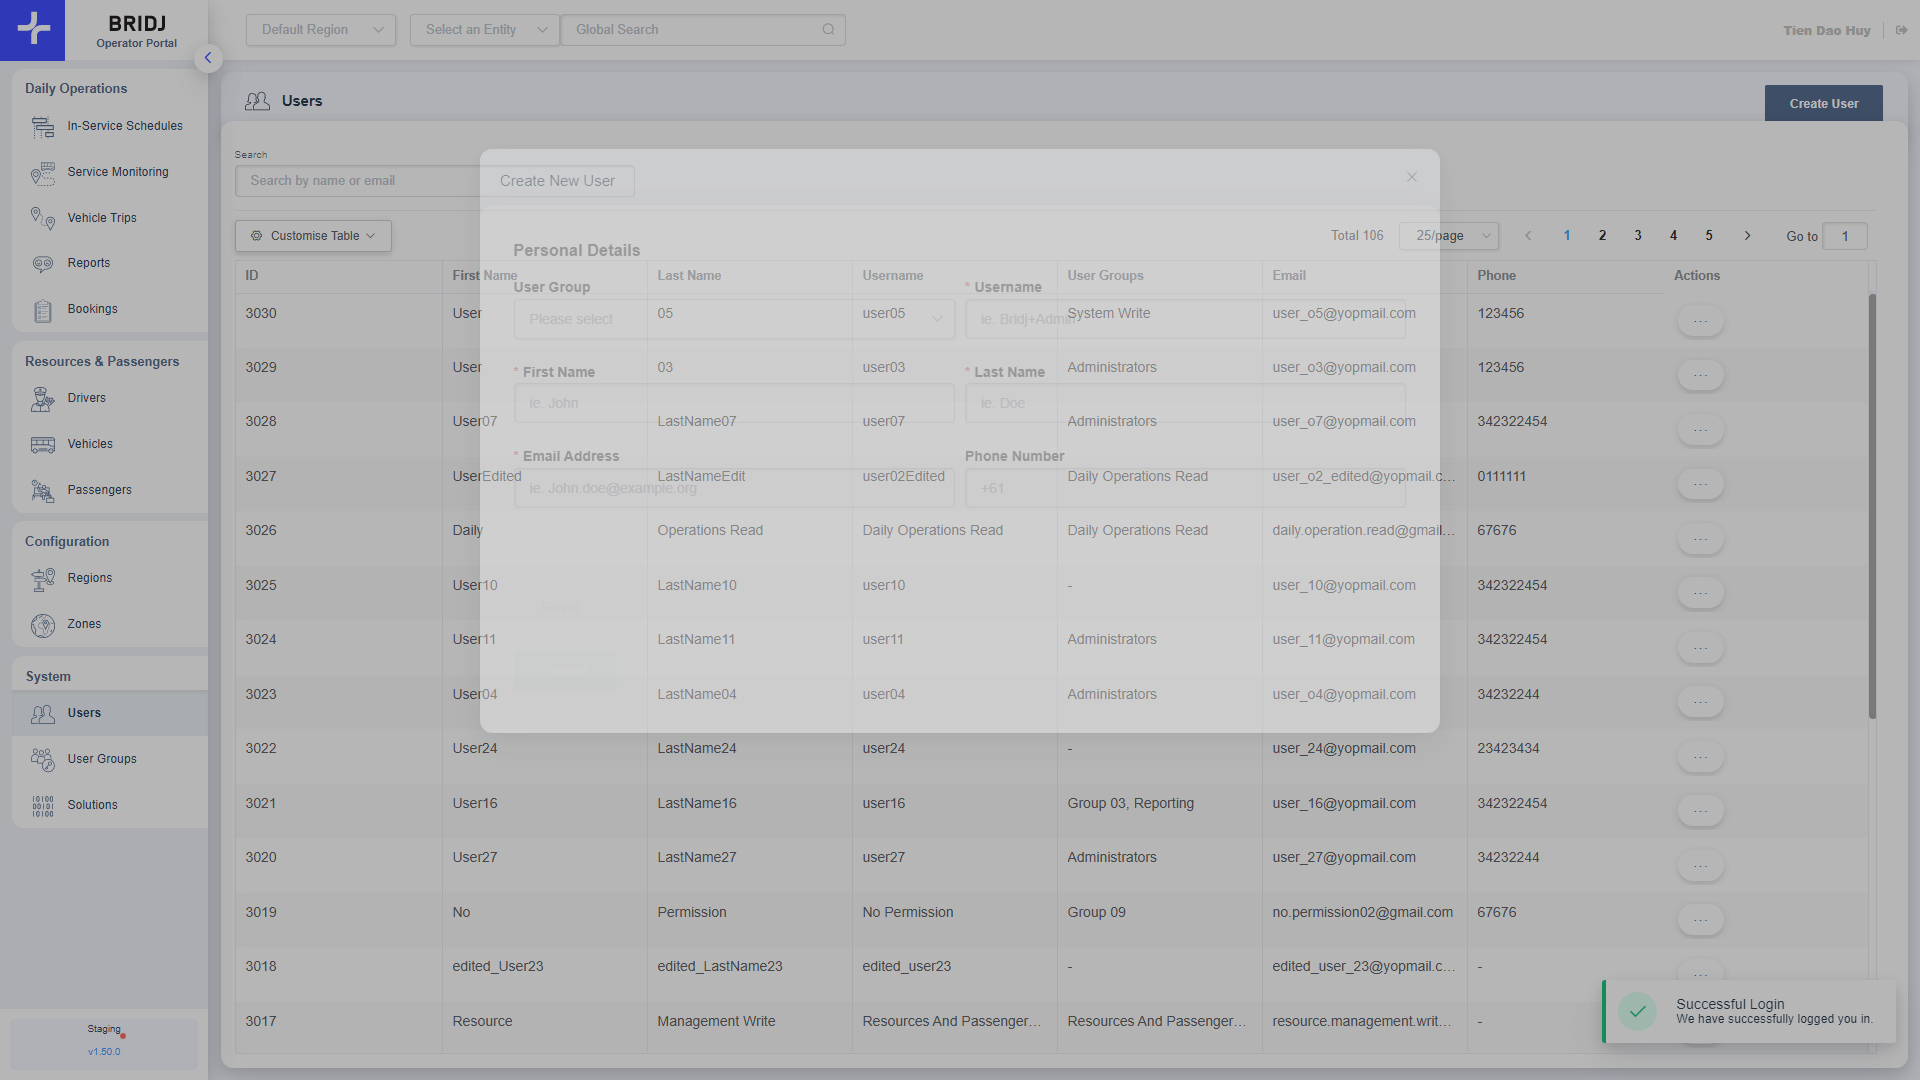 BRIDJ
Operator Portal
Default Region
Select an Entity
Global Search
Tien Dao Huy
Daily Operations
In-Service Schedules
Service Monitoring
Vehicle Trips
Reports
Bookings
Resources & Passengers
Drivers
Vehicles
Passengers
Configuration
Regions
Zones
System
Users
User Groups
Solutions
Staging
v1.50.0
Users
Create User
Search
Search by name or email
Customise Table
Total 106
25/page
1 2 3 4 5
Go to 1
ID First Name Last Name Username User Groups Email Phone Actions
3030 User 05 user05 System Write user_o5@yopmail.com 123456 ...
3029 User 03 user03 Administrators user_o3@yopmail.com 123456 ...
3028 User07 LastName07 user07 Administrators user_o7@yopmail.com 342322454 ...
3027 UserEdited LastNameEdit user02Edited Daily Operations Read user_o2_edited@yopmail.c... 0111111 ...
3026 Daily Operations Read Daily Operations Read Daily Operations Read daily.operation.read@gmail... 67676 ...
3025 User10 LastName10 user10 - user_10@yopmail.com 342322454 ...
3024 User11 LastName11 user11 Administrators user_11@yopmail.com 342322454 ...
3023 User04 LastName04 user04 Administrators user_o4@yopmail.com 34232244 ...
3022 User24 LastName24 user24 - user_24@yopmail.com 23423434 ...
3021 User16 LastName16 user16 Group 03, Reporting user_16@yopmail.com 342322454 ...
3020 User27 LastName27 user27 Administrators user_27@yopmail.com 34232244 ...
3019 No Permission No Permission Group 09 no.permission02@gmail.com 67676 ...
3018 edited_User23 edited_LastName23 edited_user23 - edited_user_23@yopmail.c... - ...
3017 Resource Management Write Resources And Passenger... Resources And Passenger... resource.management.writ... -
Create New User
Personal Details
User Group
Please select
* Username
ie. Bridj+Admin
* First Name
ie. John
* Last Name
ie. Doe
* Email Address
ie. John.doe@example.org
Phone Number
+61
Successful Login
We have successfully logged you in.